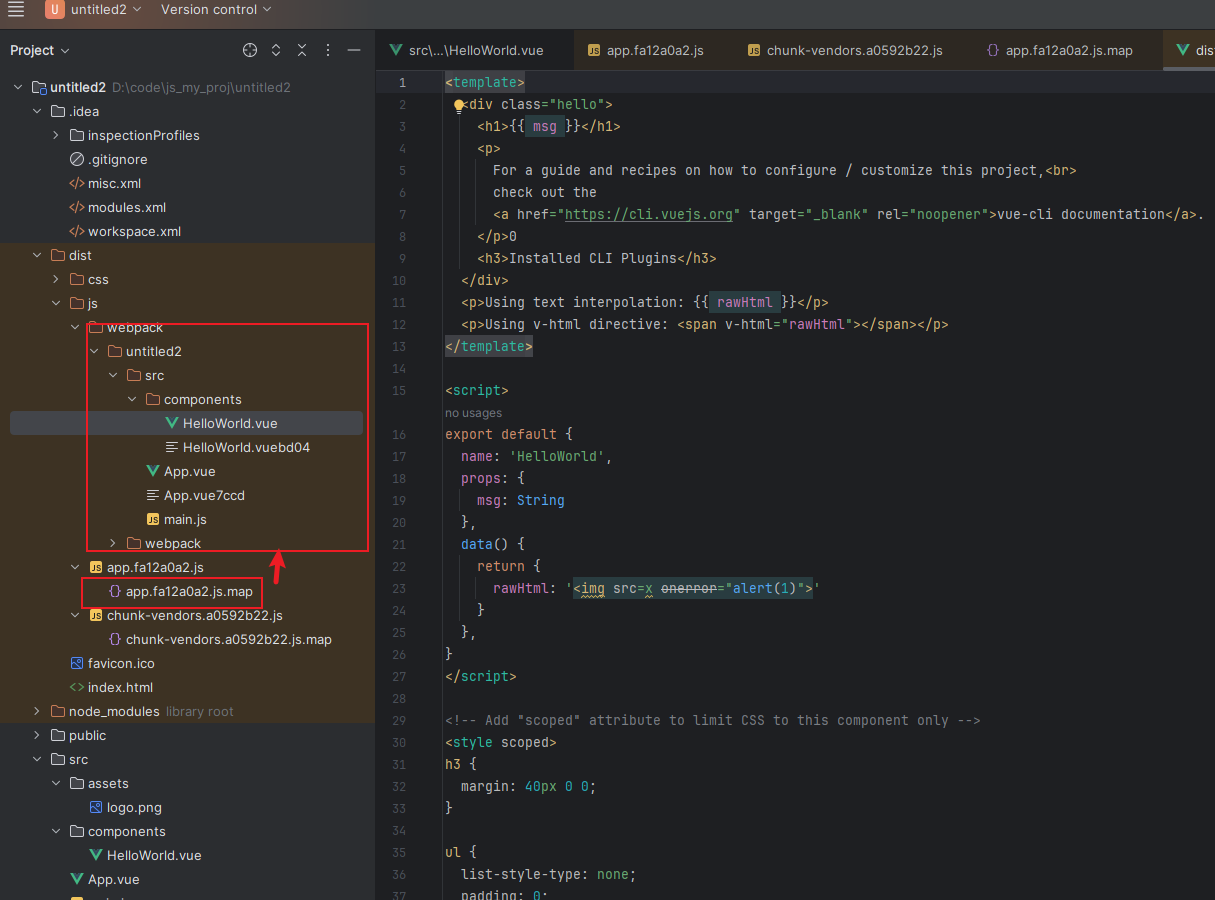 U untitled2 Version control
Project
untitled2 D:\code\js_my_proj\untitled2
.idea
inspectionProfiles
.gitignore
misc.xml
modules.xml
workspace.xml
dist
css
js
webpack
untitled2
src
components
HelloWorld.vue
HelloWorld.vuebd04
App.vue
App.vue7ccd
main.js
webpack
app.fa12a0a2.js
app.fa12a0a2.js.map
chunk-vendors.a0592b22.js
chunk-vendors.a0592b22.js.map
favicon.ico
index.html
node_modules library root
public
src
assets
logo.png
components
HelloWorld.vue
App.vue
src\...\HelloWorld.vue JS app.fa12a0a2.js JS chunk-vendors.a0592b22.js {} app.fa12a0a2.js.map
1 <template>
2 <div class="hello">
3 <h1>{{ msg }}</h1>
4 <p>
5 For a guide and recipes on how to configure / customize this project,<br>
6 check out the
7 <a href="https://cli.vuejs.org" target="_blank" rel="noopener">vue-cli documentation</a>.
8 </p>0
9 <h3>Installed CLI Plugins</h3>
10 </div>
11 <p>Using text interpolation: {{ rawHtml }}</p>
12 <p>Using v-html directive: <span v-html="rawHtml"></span></p>
13 </template>
14
15 <script>
no usages
16 export default {
17 name: 'HelloWorld',
18 props: {
19 msg: String
20 },
21 data() {
22 return {
23 rawHtml: '<img src=x onerror="alert(1)">'
24 }
25 },
26 }
27 </script>
28
29 <!-- Add "scoped" attribute to limit CSS to this component only -->
30 <style scoped>
31 h3 {
32 margin: 40px 0 0;
33 }
34
35 ul {
36 list-style-type: none;
37 padding: 0;